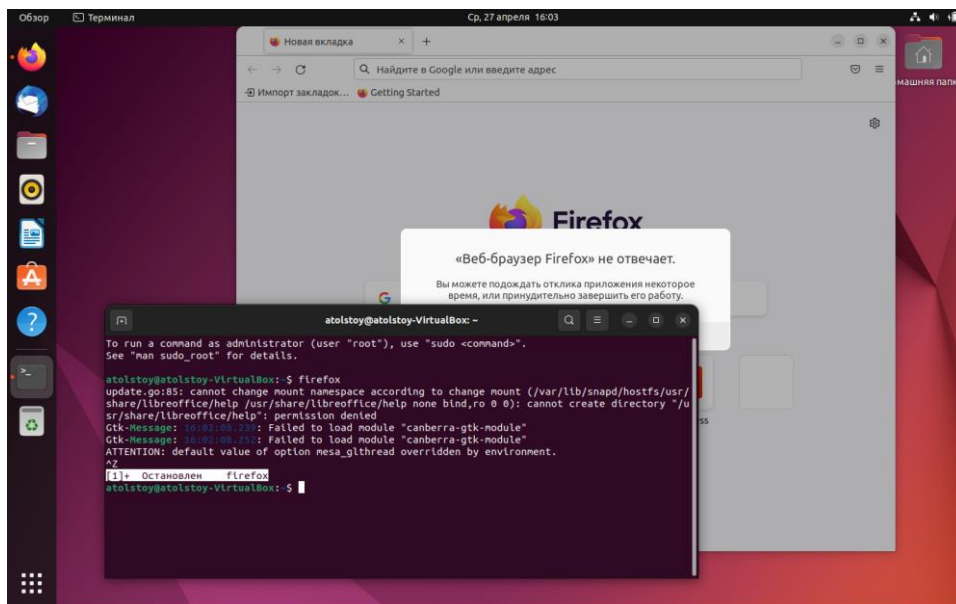 Обзор
Терминал
Ср, 27 апреля 16:03
Новая вкладка
Найдите в Google или введите адрес
Импорт закладок...
Getting Started
машняя папк
Firefox
«Веб-браузер Firefox» не отвечает.
Вы можете подождать отклика приложения некоторое
время, или принудительно завершить его работу.
atolstoy@atolstoy-VirtualBox: ~
To run a command as administrator (user "root"), use "sudo <command>".
See "man sudo_root" for details.
atolstoy@atolstoy-VirtualBox:~$ firefox
update.go:85: cannot change mount namespace according to change mount (/var/lib/snapd/hostfs/usr/
share/libreoffice/help /usr/share/libreoffice/help none bind,ro 0 0): cannot create directory "/u
sr/share/libreoffice/help": permission denied
Gtk-Message: 16:02:08.239: Failed to load module "canberra-gtk-module"
Gtk-Message: 16:02:08.252: Failed to load module "canberra-gtk-module"
ATTENTION: default value of option mesa_glthread overridden by environment.
^Z
[1]+  Остановлен    firefox
atolstoy@atolstoy-VirtualBox:~$
ss